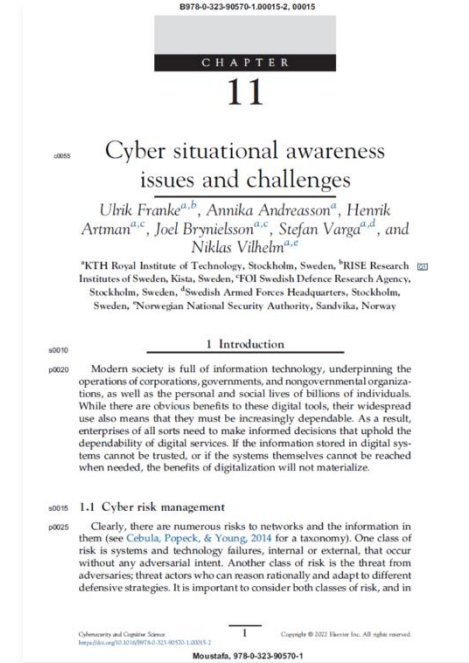 B978-0-323-90570-1.00015-2, 00015
CHAPTER
11
c0055
Cyber situational awareness
issues and challenges
Ulrik Franke^a,b, Annika Andreasson^a, Henrik
Artman^a,c, Joel Brynielsson^a,c, Stefan Varga^a,d, and
Niklas Vilhelm^a,e
^aKTH Royal Institute of Technology, Stockholm, Sweden, ^bRISE Research
Institutes of Sweden, Kista, Sweden, ^cFOI Swedish Defence Research Agency,
Stockholm, Sweden, ^dSwedish Armed Forces Headquarters, Stockholm,
Sweden, ^eNorwegian National Security Authority, Sandvika, Norway
s0010
1 Introduction
p0020
Modern society is full of information technology, underpinning the
operations of corporations, governments, and nongovernmental organiza-
tions, as well as the personal and social lives of billions of individuals.
While there are obvious benefits to these digital tools, their widespread
use also means that they must be increasingly dependable. As a result,
enterprises of all sorts need to make informed decisions that uphold the
dependability of digital services. If the information stored in digital sys-
tems cannot be trusted, or if the systems themselves cannot be reached
when needed, the benefits of digitalization will not materialize.
s0015 1.1 Cyber risk management
p0025
Clearly, there are numerous risks to networks and the information in
them (see Cebula, Popeck, & Young, 2014 for a taxonomy). One class of
risk is systems and technology failures, internal or external, that occur
without any adversarial intent. Another class of risk is the threat from
adversaries; threat actors who can reason rationally and adapt to different
defensive strategies. It is important to consider both classes of risk, and in
Cybersecurity and Cognitive Science
https://doi.org/10.1016/B978-0-323-90570-1.00015-2
1
Copyright © 2022 Elsevier Inc. All rights reserved.
Moustafa, 978-0-323-90570-1